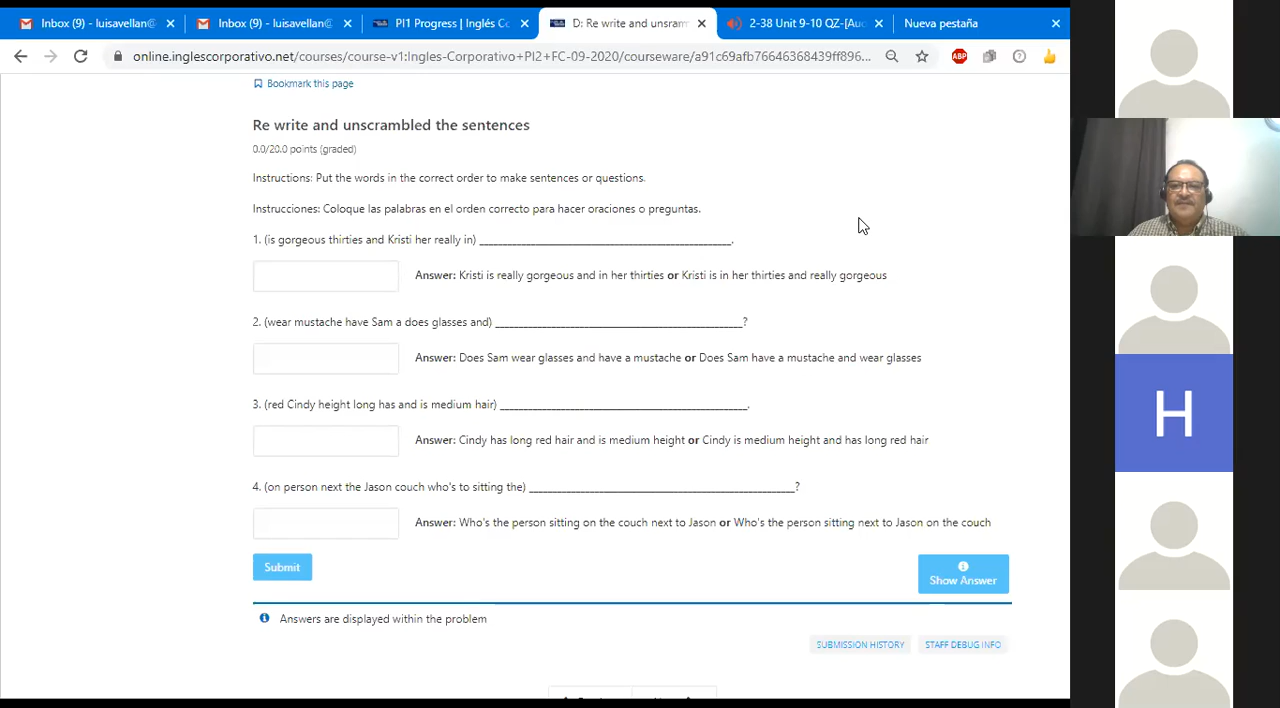 Inbox (9) - luisavellan@
Inbox (9) - luisavellan@
PI1 Progress | Inglés Co
D: Re write and unscram
2-38 Unit 9-10 QZ-[Aud
Nueva pestaña
online.inglescorporativo.net/courses/course-v1:Ingles-Corporativo+PI2+FC-09-2020/courseware/a91c69afb76646368439ff896...
ABP
Bookmark this page
Re write and unscrambled the sentences
0.0/20.0 points (graded)
Instructions: Put the words in the correct order to make sentences or questions.
Instrucciones: Coloque las palabras en el orden correcto para hacer oraciones o preguntas.
1. (is gorgeous thirties and Kristi her really in) ______________________________________________.
Answer: Kristi is really gorgeous and in her thirties or Kristi is in her thirties and really gorgeous
2. (wear mustache have Sam a does glasses and) ______________________________________________?
Answer: Does Sam wear glasses and have a mustache or Does Sam have a mustache and wear glasses
3. (red Cindy height long has and is medium hair) ______________________________________________.
Answer: Cindy has long red hair and is medium height or Cindy is medium height and has long red hair
4. (on person next the Jason couch who's to sitting the) ______________________________________________?
Answer: Who's the person sitting on the couch next to Jason or Who's the person sitting next to Jason on the couch
Submit
Show Answer
Answers are displayed within the problem
SUBMISSION HISTORY
STAFF DEBUG INFO
H